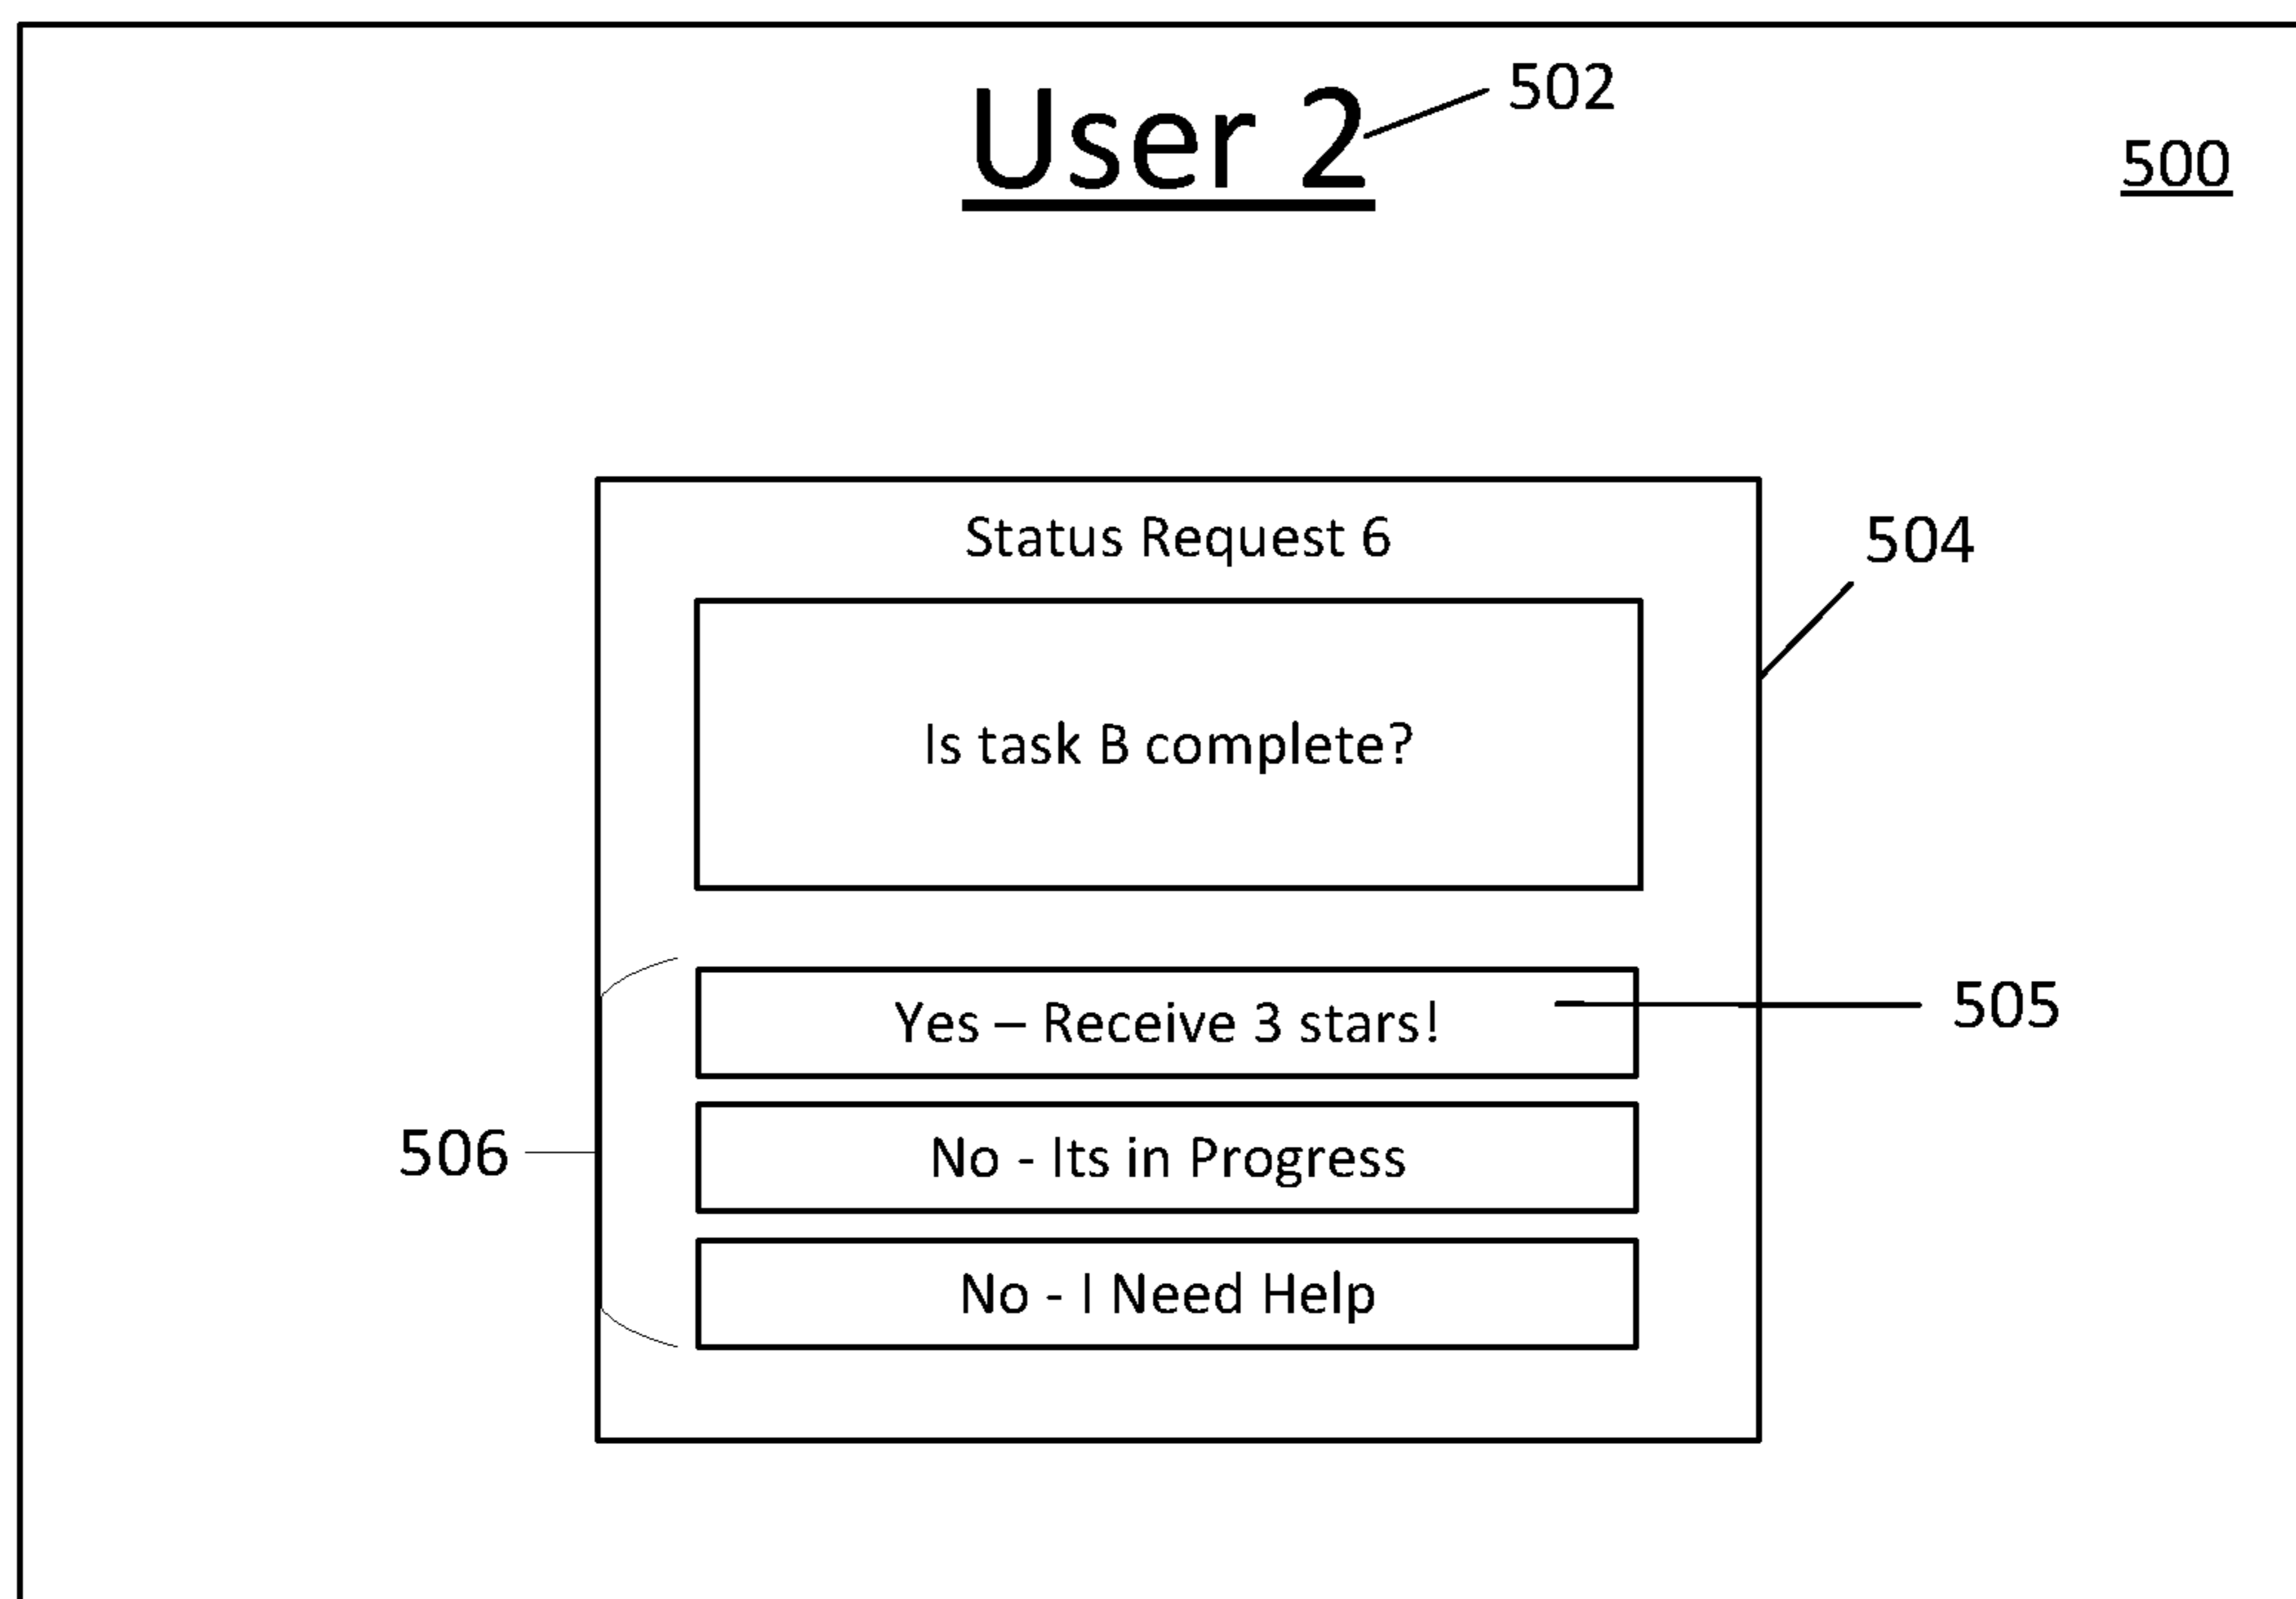 User 2
502
500
Status Request 6
504
Is task B complete?
Yes – Receive 3 stars!
505
No - Its in Progress
506
No - I Need Help